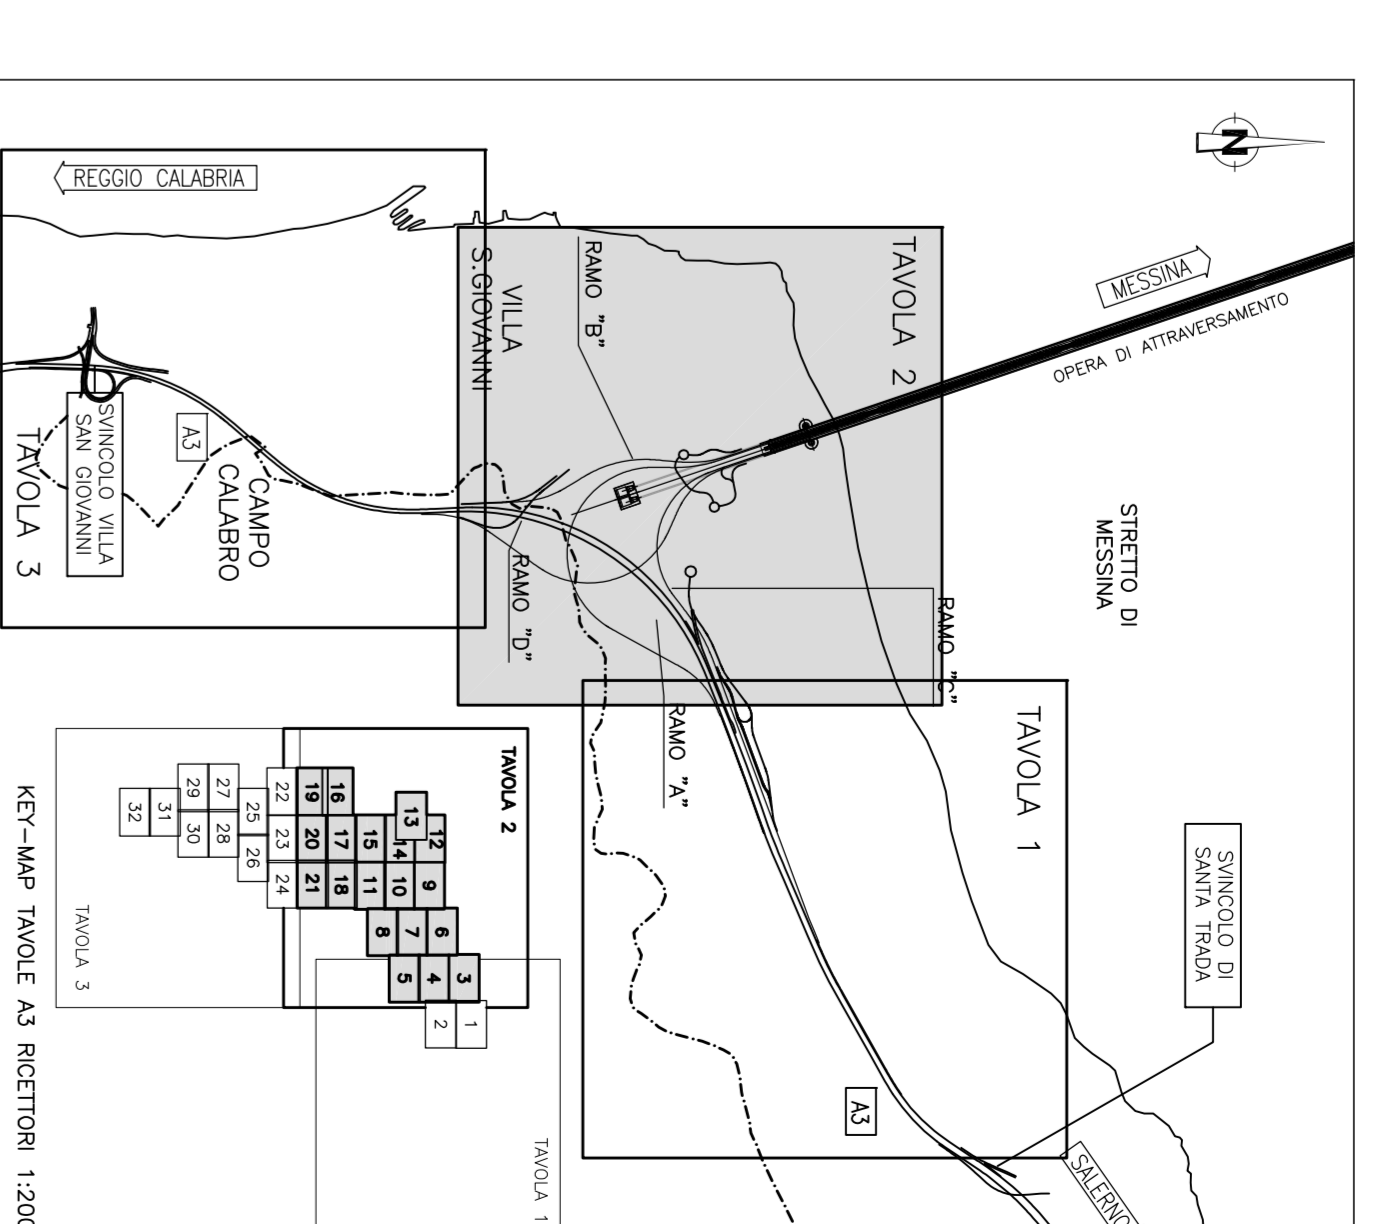 N
REGGIO CALABRIA
MESSINA
OPERA DI ATTRAVERSAMENTO
STRETTO DI
MESSINA
TAVOLA 2
RAMO "B"
VILLA
S.GIOVANNI
RAMO "D"
RAMO "C"
RAMO "A"
A3
SVINCOLO VILLA
SAN GIOVANNI
CAMPO
CALABRO
TAVOLA 3
TAVOLA 1
SVINCOLO DI
SANTA TRADA
A3
SALERNO
TAVOLA 2
12
13
14
9
10
11
15
16
17
18
19
20
21
22
23
24
25
26
27
28
29
30
31
32
6
7
8
3
4
5
1
2
TAVOLA 3
TAVOLA 1
KEY-MAP TAVOLE A3 RICETTORI 1:200